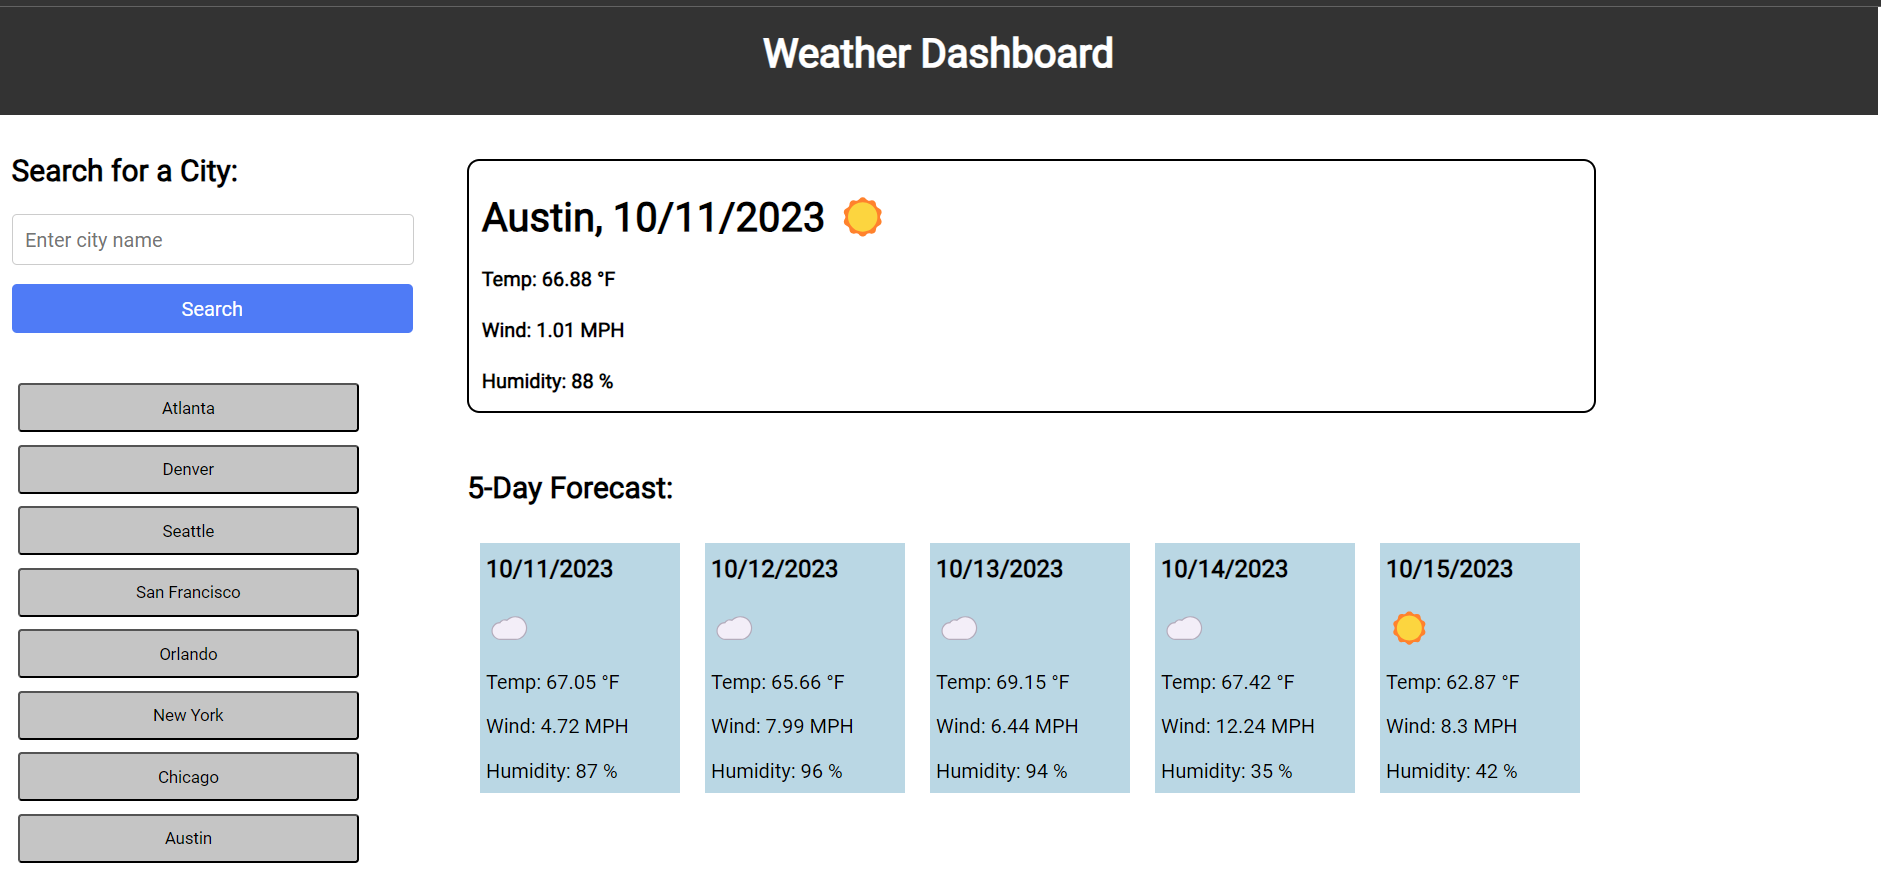 Weather Dashboard
Search for a City:
Enter city name
Search
Atlanta
Denver
Seattle
San Francisco
Orlando
New York
Chicago
Austin
Austin, 10/11/2023
Temp: 66.88 °F
Wind: 1.01 MPH
Humidity: 88 %
5-Day Forecast:
10/11/2023
Temp: 67.05 °F
Wind: 4.72 MPH
Humidity: 87 %
10/12/2023
Temp: 65.66 °F
Wind: 7.99 MPH
Humidity: 96 %
10/13/2023
Temp: 69.15 °F
Wind: 6.44 MPH
Humidity: 94 %
10/14/2023
Temp: 67.42 °F
Wind: 12.24 MPH
Humidity: 35 %
10/15/2023
Temp: 62.87 °F
Wind: 8.3 MPH
Humidity: 42 %